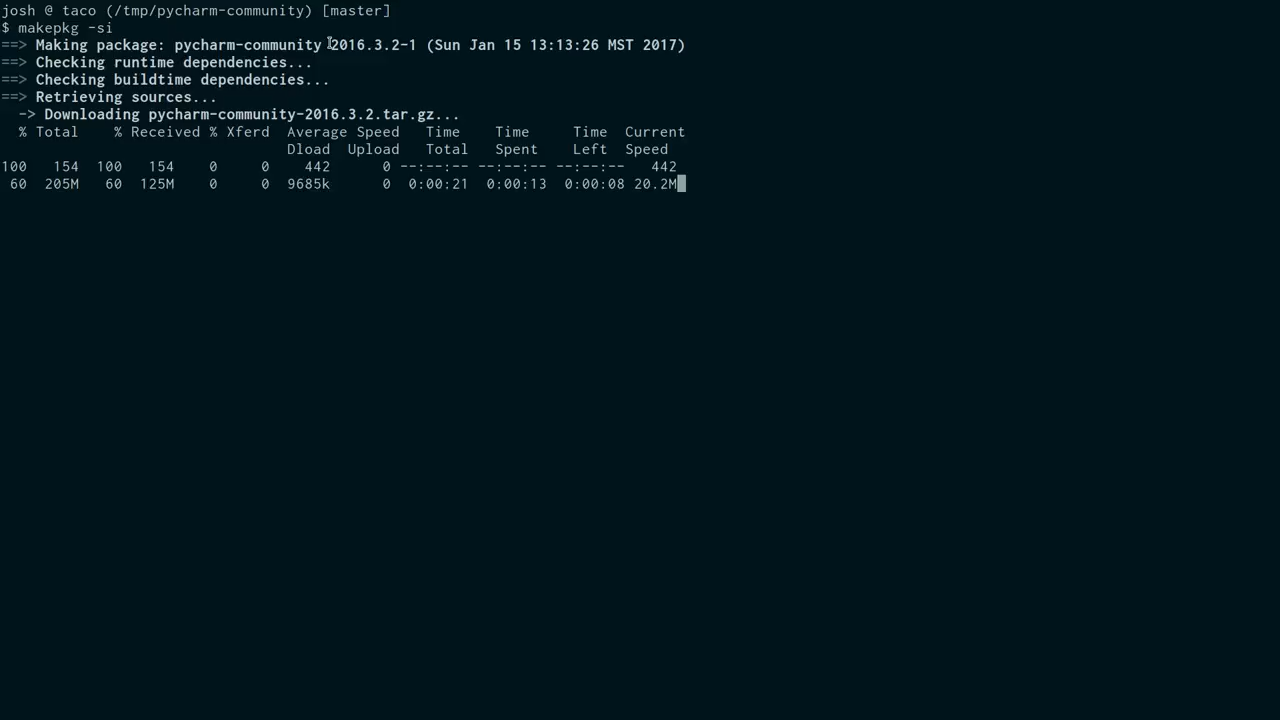 josh @ taco (/tmp/pycharm-community) [master]
$ makepkg -si
==> Making package: pycharm-community 2016.3.2-1 (Sun Jan 15 13:13:26 MST 2017)
==> Checking runtime dependencies...
==> Checking buildtime dependencies...
==> Retrieving sources...
  -> Downloading pycharm-community-2016.3.2.tar.gz...
  % Total    % Received % Xferd  Average Speed   Time    Time     Time  Current
                                 Dload  Upload   Total   Spent    Left  Speed
100   154  100   154    0     0    442      0 --:--:-- --:--:-- --:--:--   442
 60  205M   60  125M    0     0  9685k      0  0:00:21  0:00:13  0:00:08 20.2M